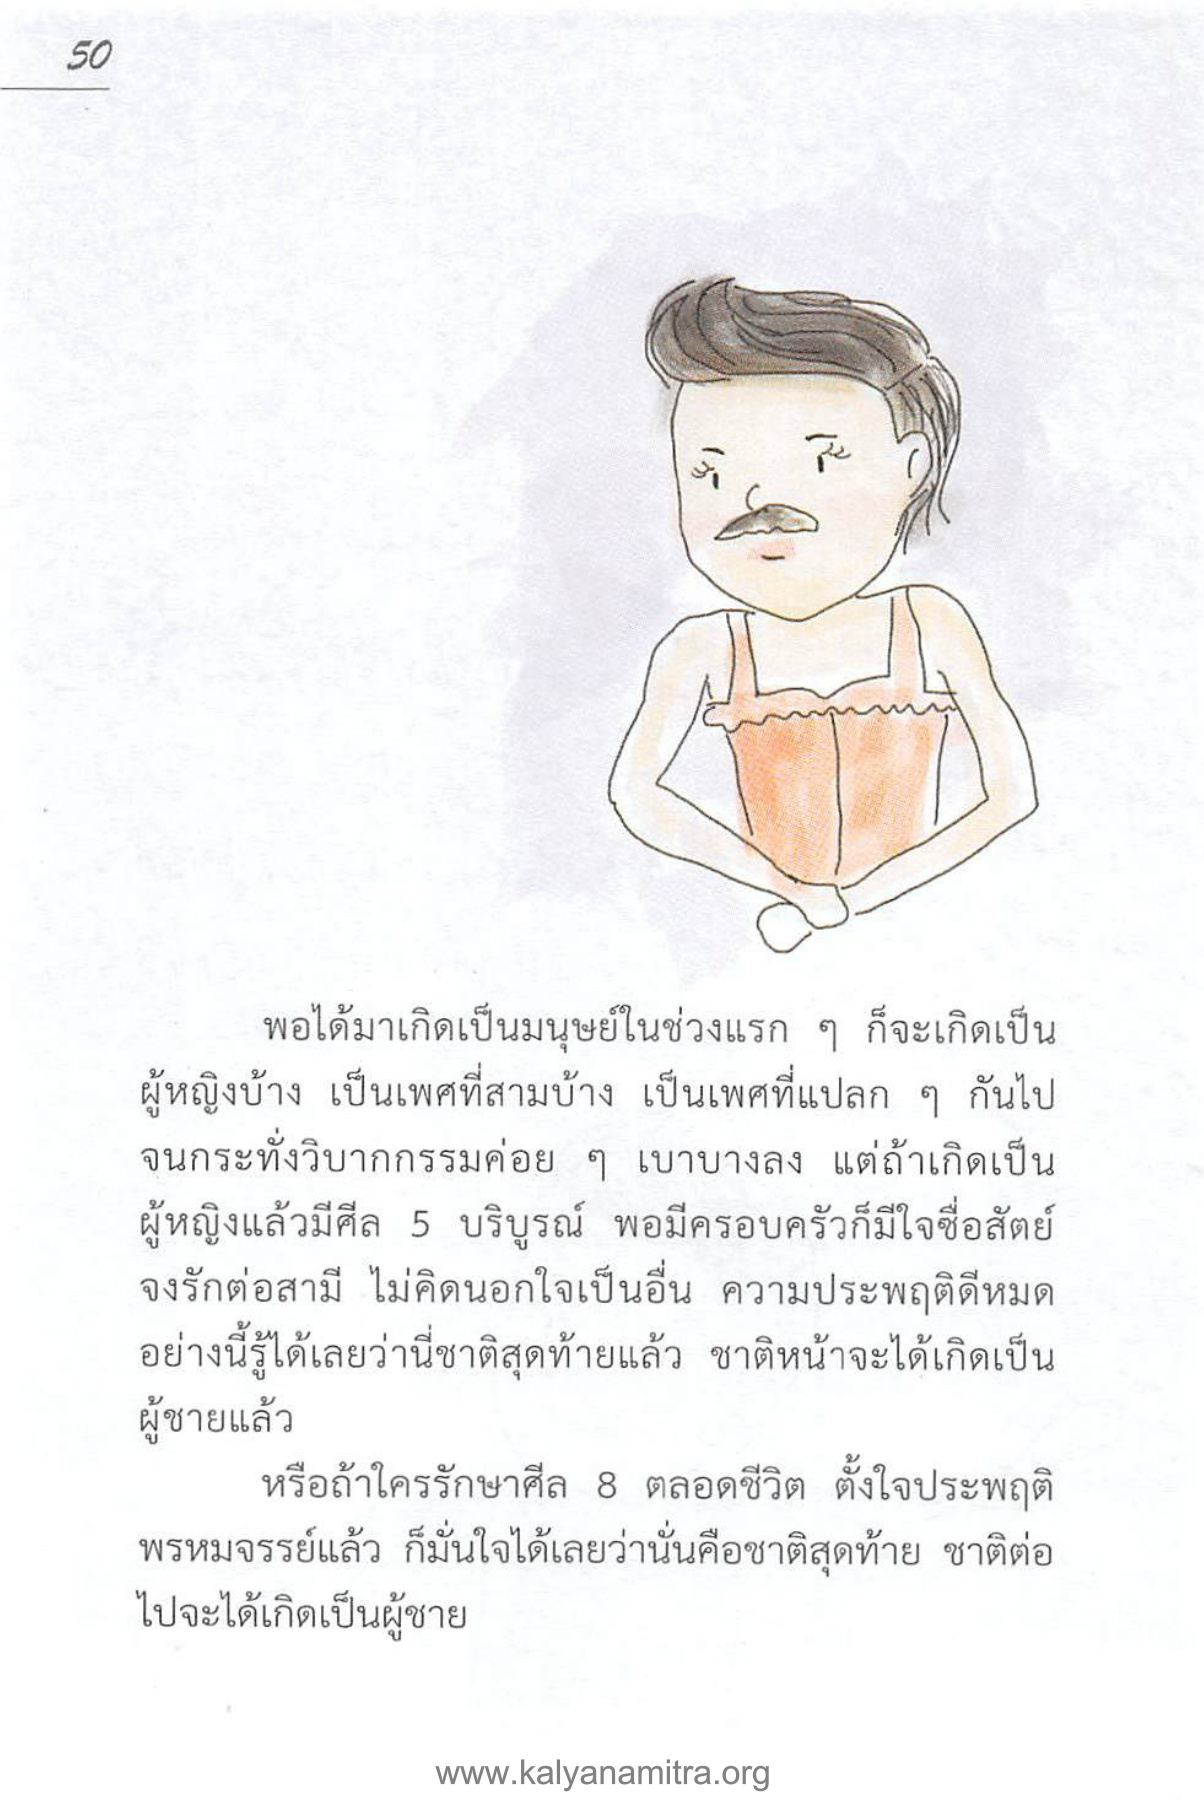 50
พอได้มาเกิดเป็นมนุษย์ในช่วงแรก ๆ ก็จะเกิดเป็น
ผู้หญิงบ้าง เป็นเพศที่สามบ้าง เป็นเพศที่แปลก ๆ กันไป
จนกระทั่งวิบากกรรมค่อย ๆ เบาบางลง แต่ถ้าเกิดเป็น
ผู้หญิงแล้วมีศีล 5 บริบูรณ์ พอมีครอบครัวก็มีใจซื่อสัตย์
จงรักต่อสามี ไม่คิดนอกใจเป็นอื่น ความประพฤติดีหมด
อย่างนี้รู้ได้เลยว่านี่ชาติสุดท้ายแล้ว ชาติหน้าจะได้เกิดเป็น
ผู้ชายแล้ว
หรือถ้าใครรักษาศีล 8 ตลอดชีวิต ตั้งใจประพฤติ
พรหมจรรย์แล้ว ก็มั่นใจได้เลยว่านั่นคือชาติสุดท้าย ชาติต่อ
ไปจะได้เกิดเป็นผู้ชาย
www.kalyanamitra.org